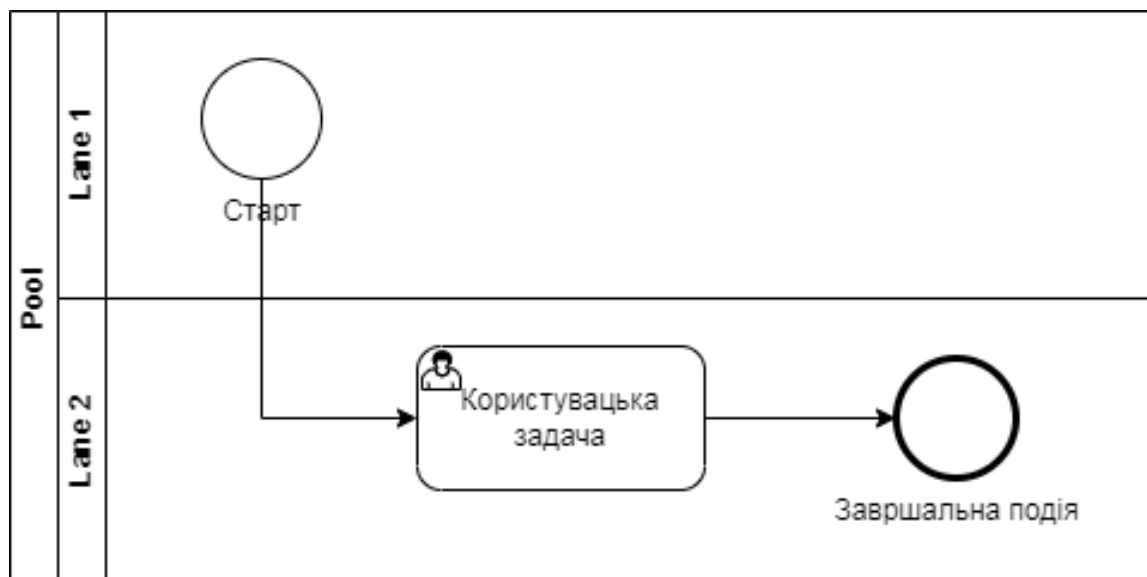 Pool
Lane 1
Старт
Lane 2
Користувацька
задача
Завршальна подія